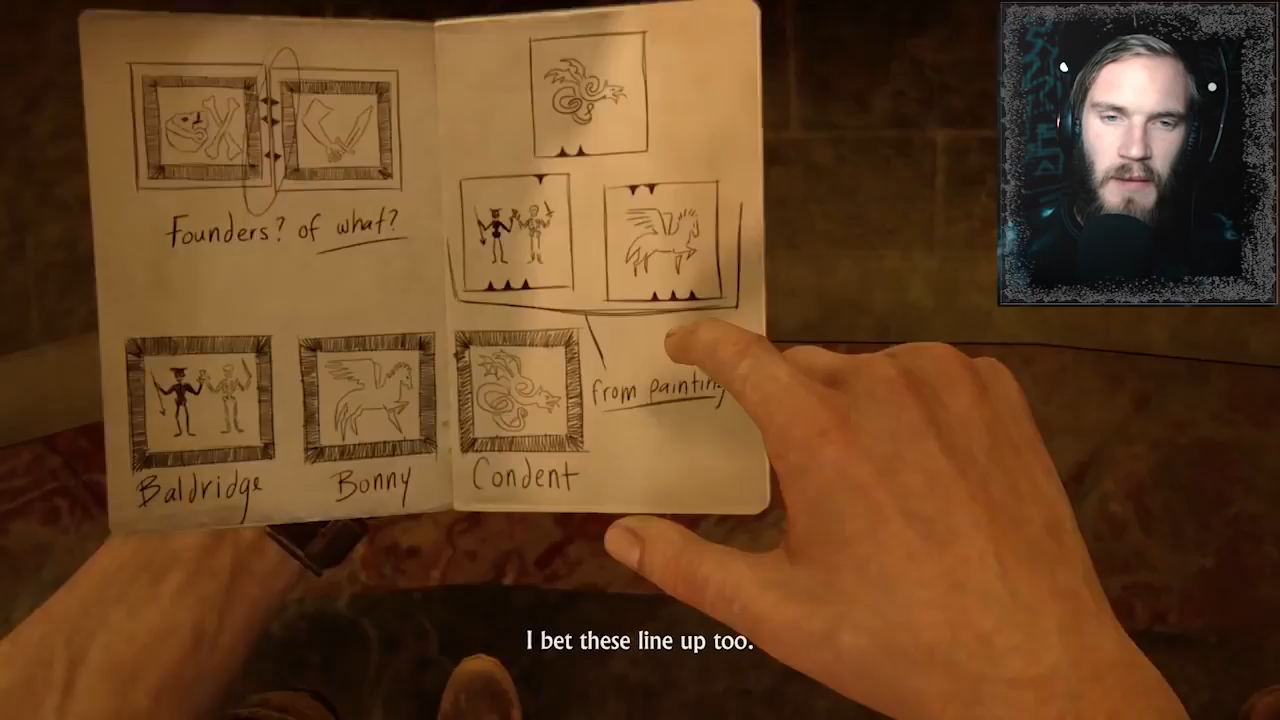 Founders? of what?
from painting
Baldridge
Bonny
Condent
I bet these line up too.